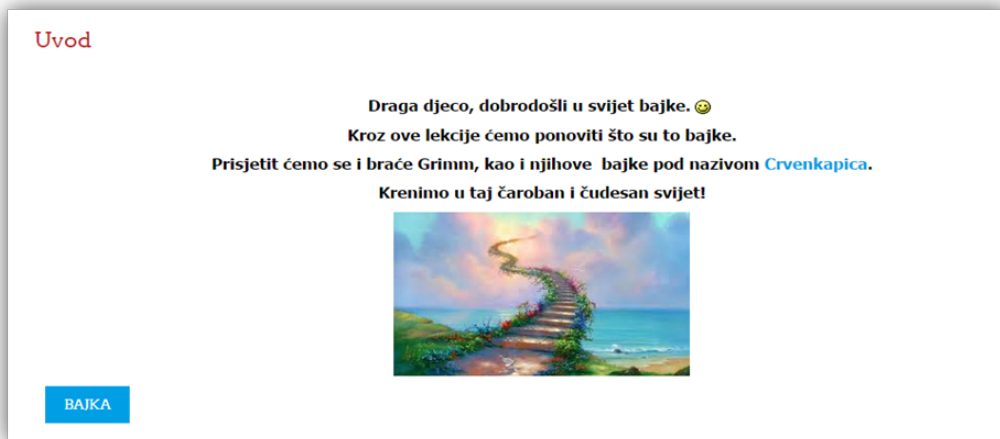 Uvod
Draga djeco, dobrodošli u svijet bajke.
Kroz ove lekcije ćemo ponoviti što su to bajke.
Prisjetit ćemo se i braće Grimm, kao i njihove bajke pod nazivom Crvenkapica.
Krenimo u taj čaroban i čudesan svijet!
BAJKA